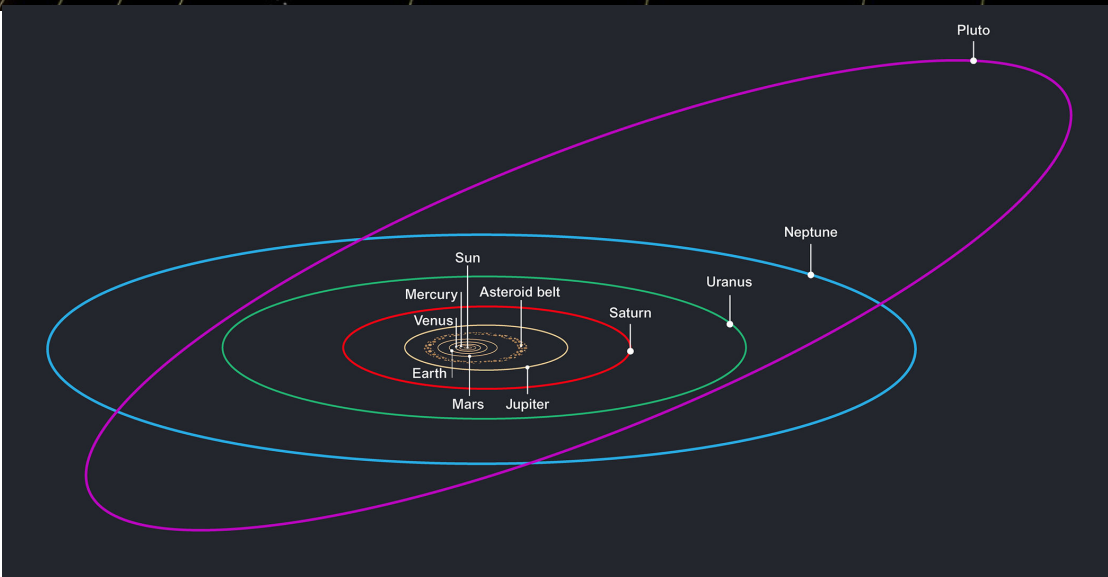 Pluto
Neptune
Sun
Uranus
Mercury
Asteroid belt
Saturn
Venus
Earth
Mars
Jupiter